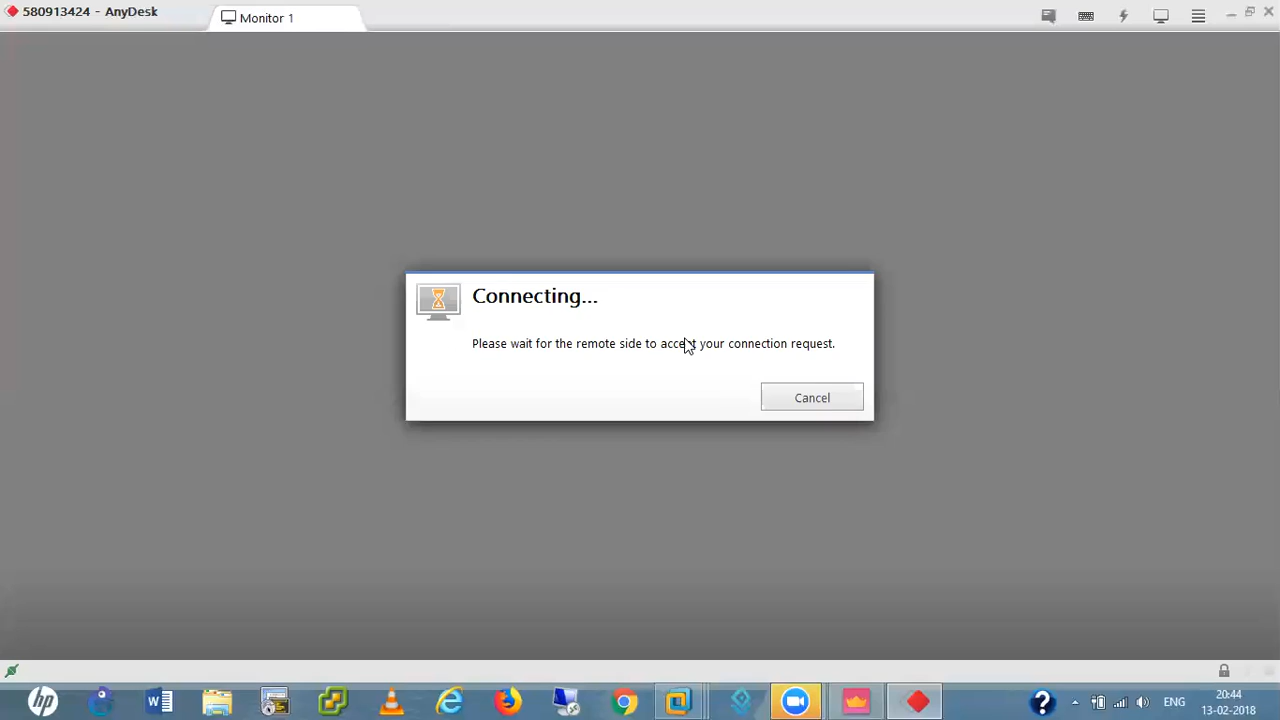 580913424 - AnyDesk
Monitor 1
Connecting...
Please wait for the remote side to accept your connection request.
Cancel
hp
ENG
20:44
13-02-2018